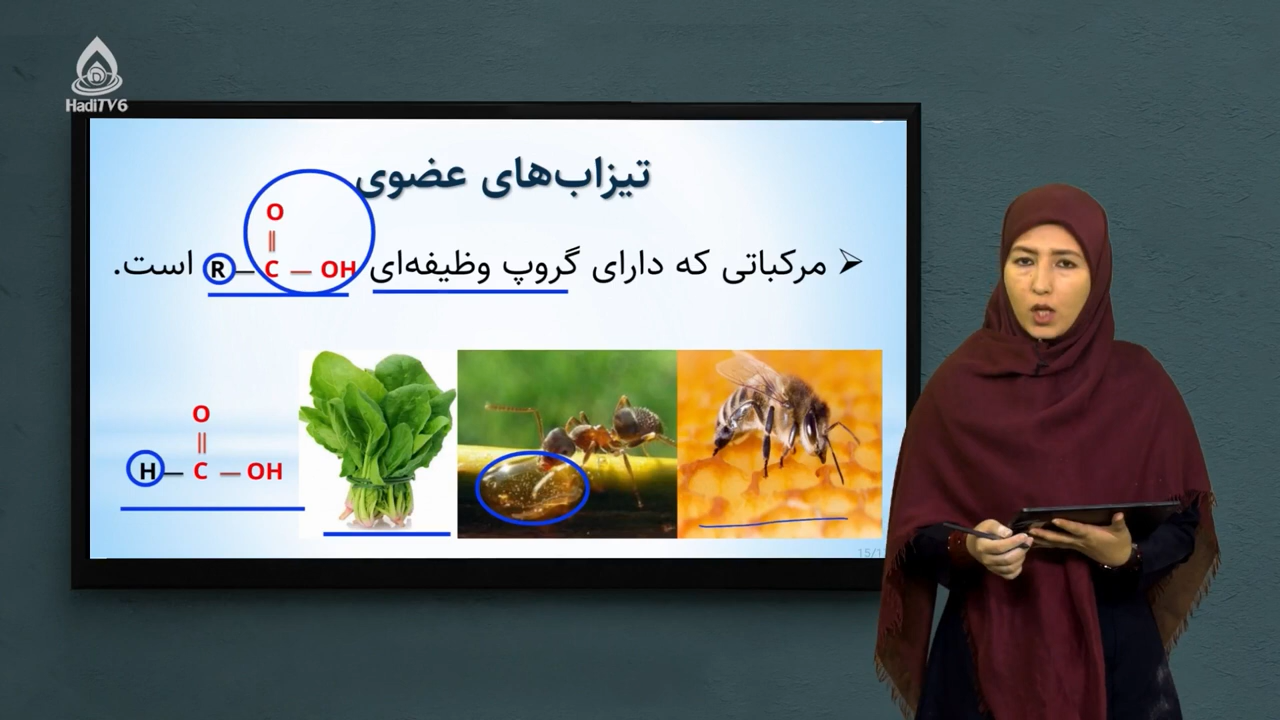 HadiTV6
تیزاب‌های عضوی
O
||
مرکباتی که دارای گروپ وظیفه‌ای R — C — OH است.
O
||
H — C — OH